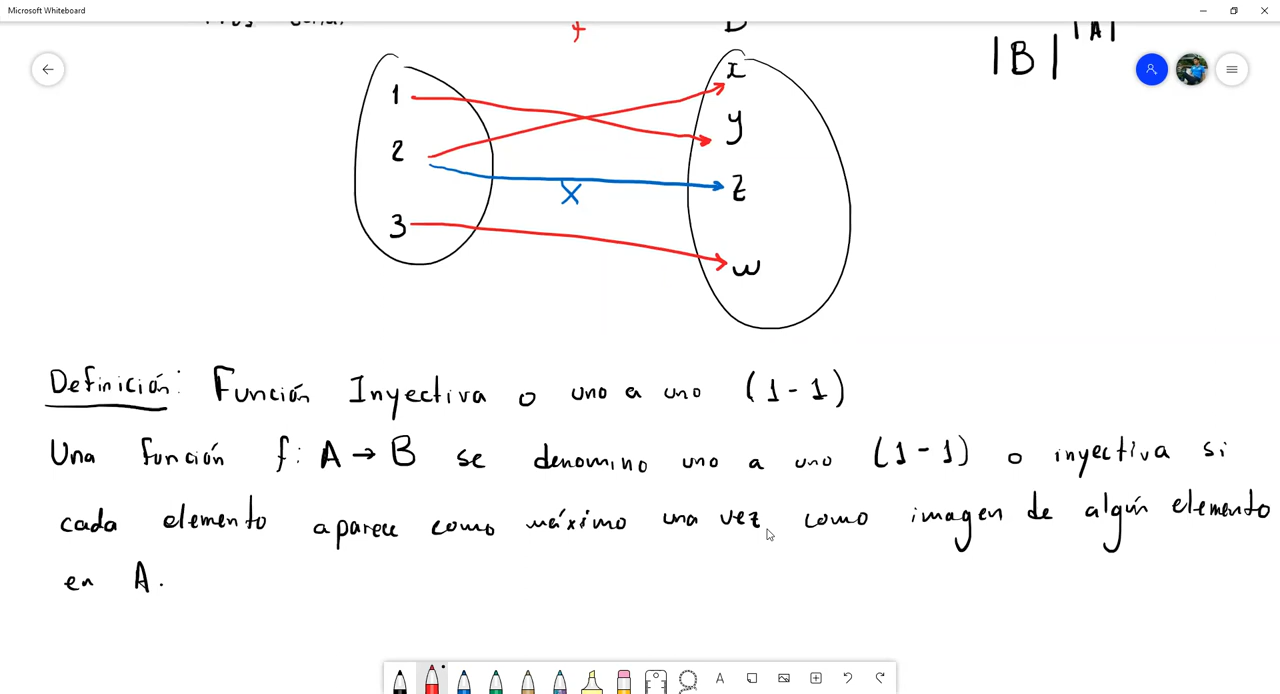 Microsoft Whiteboard
|B| |A|
1
2
3
x
y
z
w
X
Definición: Función Inyectiva o uno a uno (1-1)
Una función f: A → B se denomino uno a uno (1-1) o inyectiva si
cada elemento aparece como máximo una vez como imagen de algún elemento
en A.
A